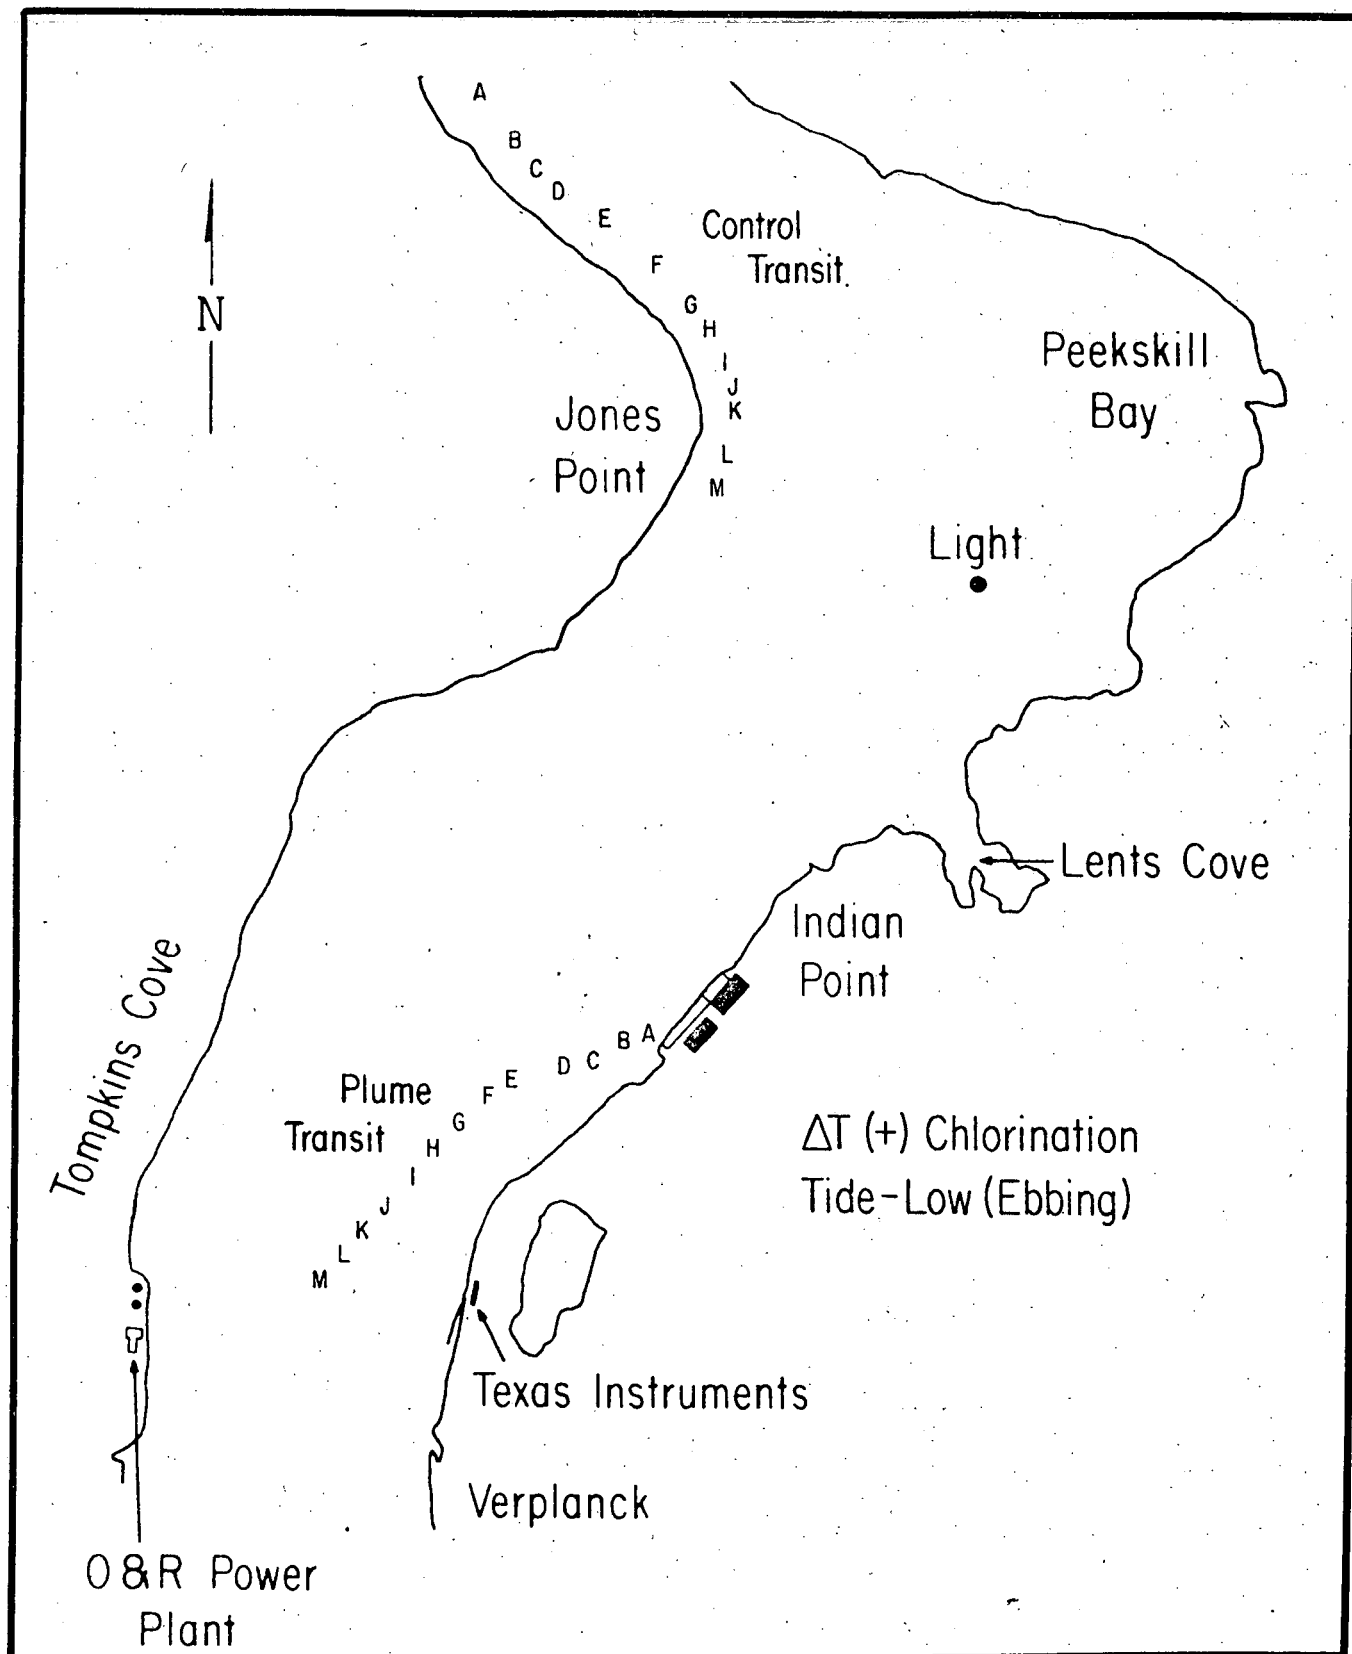 A
B
C
D
E
F
G
H
I
J
K
L
M
Control
Transit
N
Peekskill
Bay
Jones
Point
Light
Lents Cove
Indian
Point
Tompkins Cove
A
B
C
D
E
F
G
H
I
J
K
L
M
Plume
Transit
ΔT (+) Chlorination
Tide-Low (Ebbing)
Texas Instruments
Verplanck
O & R Power
Plant